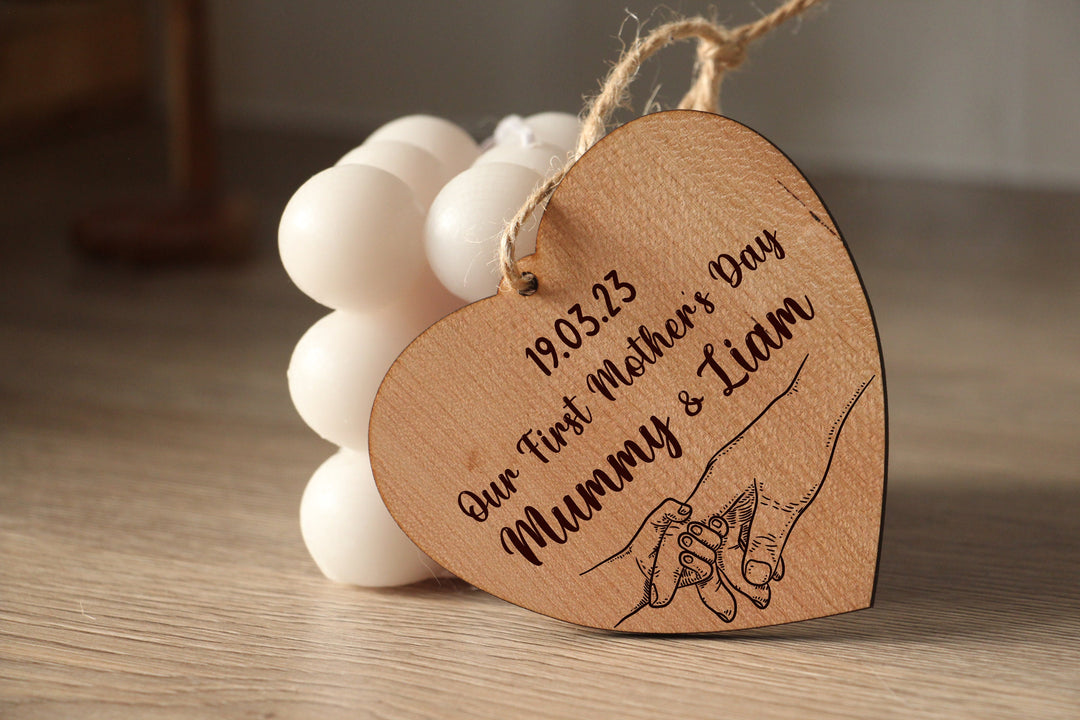 19.03.23
Our First Mother's Day
Mummy & Liam